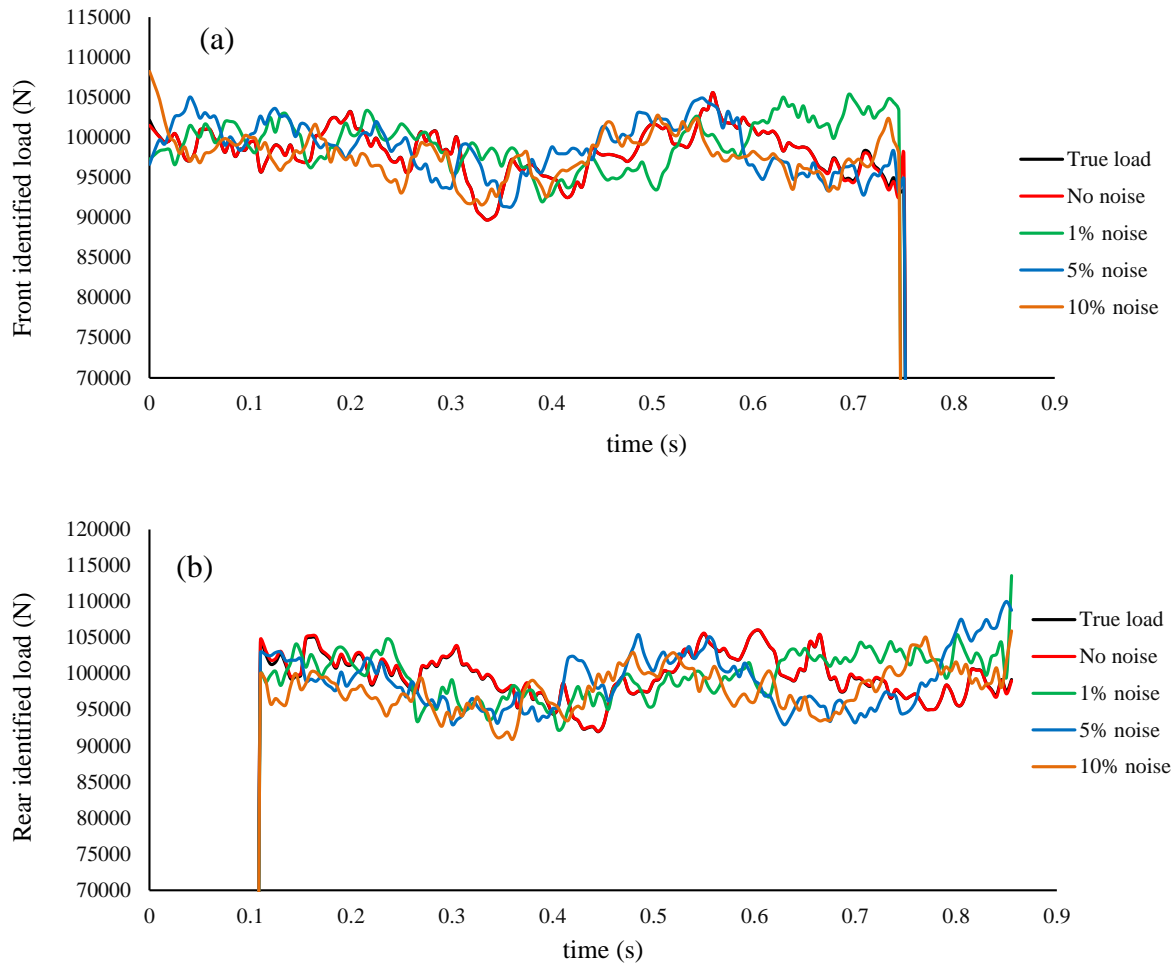 115000
110000
105000
100000
95000
90000
85000
80000
75000
70000
Front identified load (N)
(a)
True load
No noise
1% noise
5% noise
10% noise
0 0.1 0.2 0.3 0.4 0.5 0.6 0.7 0.8 0.9
time (s)
120000
115000
110000
105000
100000
95000
90000
85000
80000
75000
70000
Rear identified load (N)
(b)
True load
No noise
1% noise
5% noise
10% noise
0 0.1 0.2 0.3 0.4 0.5 0.6 0.7 0.8 0.9
time (s)